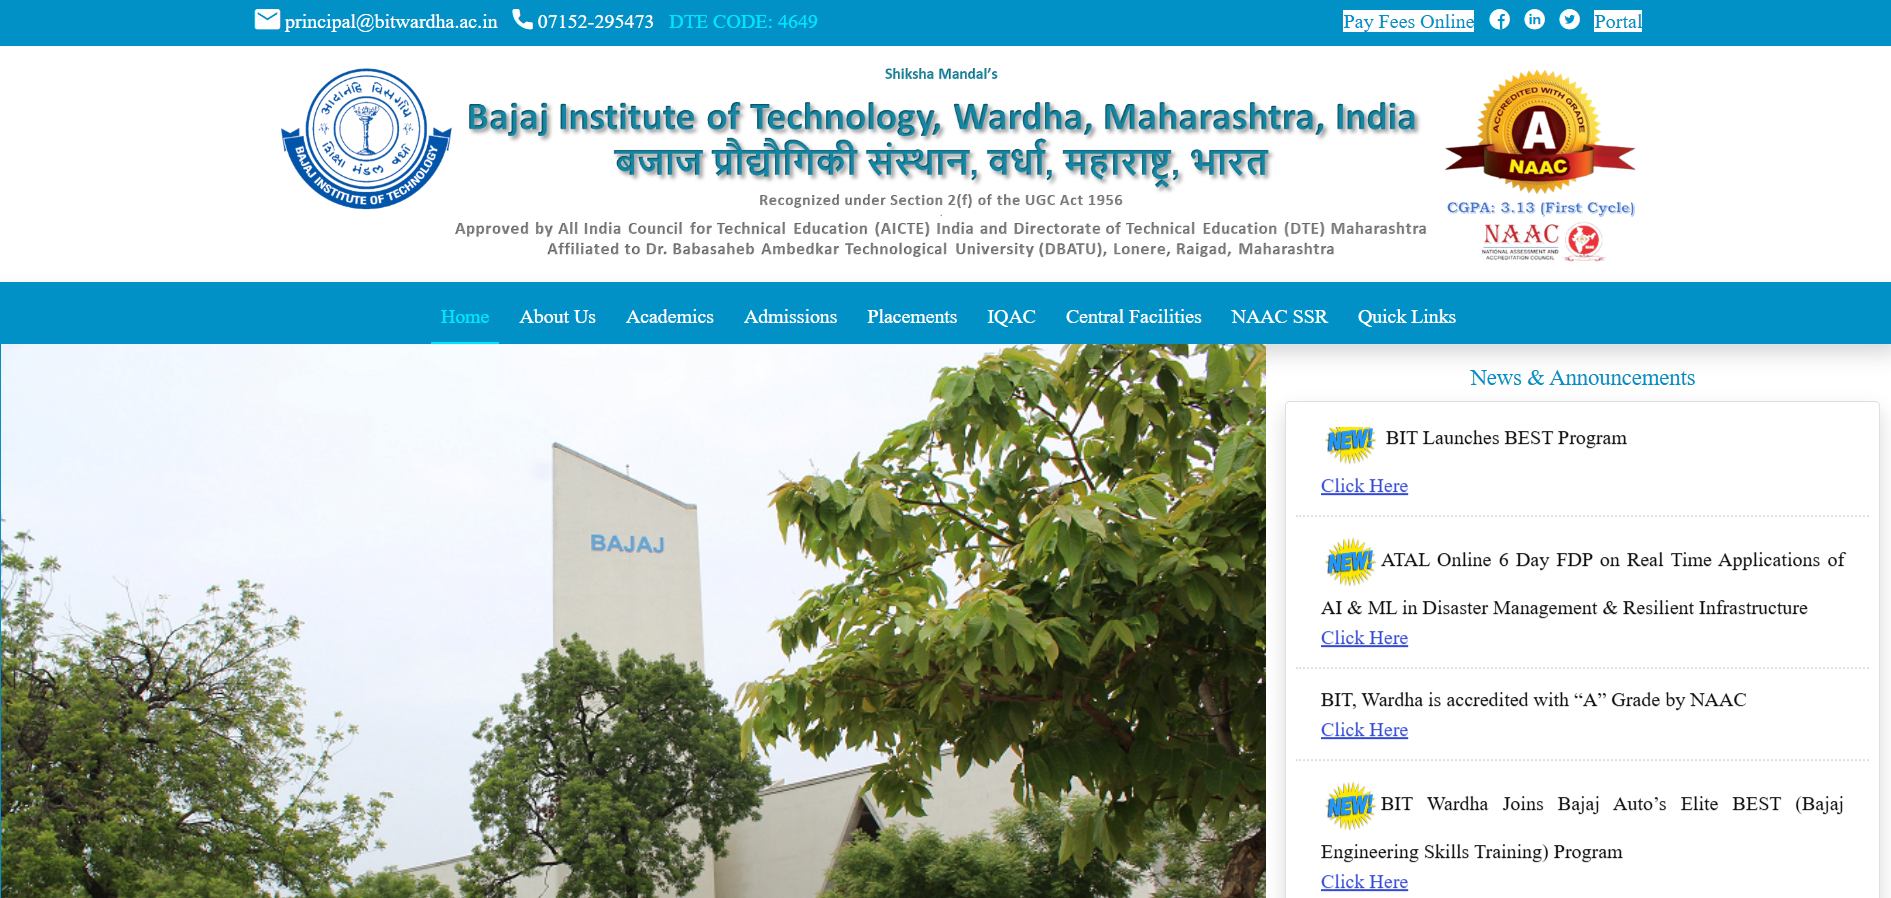 principal@bitwardha.ac.in 07152-295473 DTE CODE: 4649 Pay Fees Online Portal
Shiksha Mandal's
Bajaj Institute of Technology, Wardha, Maharashtra, India
बजाज प्रौद्योगिकी संस्थान, वर्धा, महाराष्ट्र, भारत
Recognized under Section 2(f) of the UGC Act 1956
Approved by All India Council for Technical Education (AICTE) India and Directorate of Technical Education (DTE) Maharashtra
Affiliated to Dr. Babasaheb Ambedkar Technological University (DBATU), Lonere, Raigad, Maharashtra
BAJAJ INSTITUTE OF TECHNOLOGY
शिक्षा मंडल वर्धा
ACCREDITED WITH GRADE
A
NAAC
CGPA: 3.13 (First Cycle)
NAAC
NATIONAL ASSESSMENT AND
ACCREDITATION COUNCIL
Home About Us Academics Admissions Placements IQAC Central Facilities NAAC SSR Quick Links
BAJAJ
News & Announcements
NEW! BIT Launches BEST Program
Click Here
NEW! ATAL Online 6 Day FDP on Real Time Applications of
AI & ML in Disaster Management & Resilient Infrastructure
Click Here
BIT, Wardha is accredited with “A” Grade by NAAC
Click Here
NEW! BIT Wardha Joins Bajaj Auto’s Elite BEST (Bajaj
Engineering Skills Training) Program
Click Here